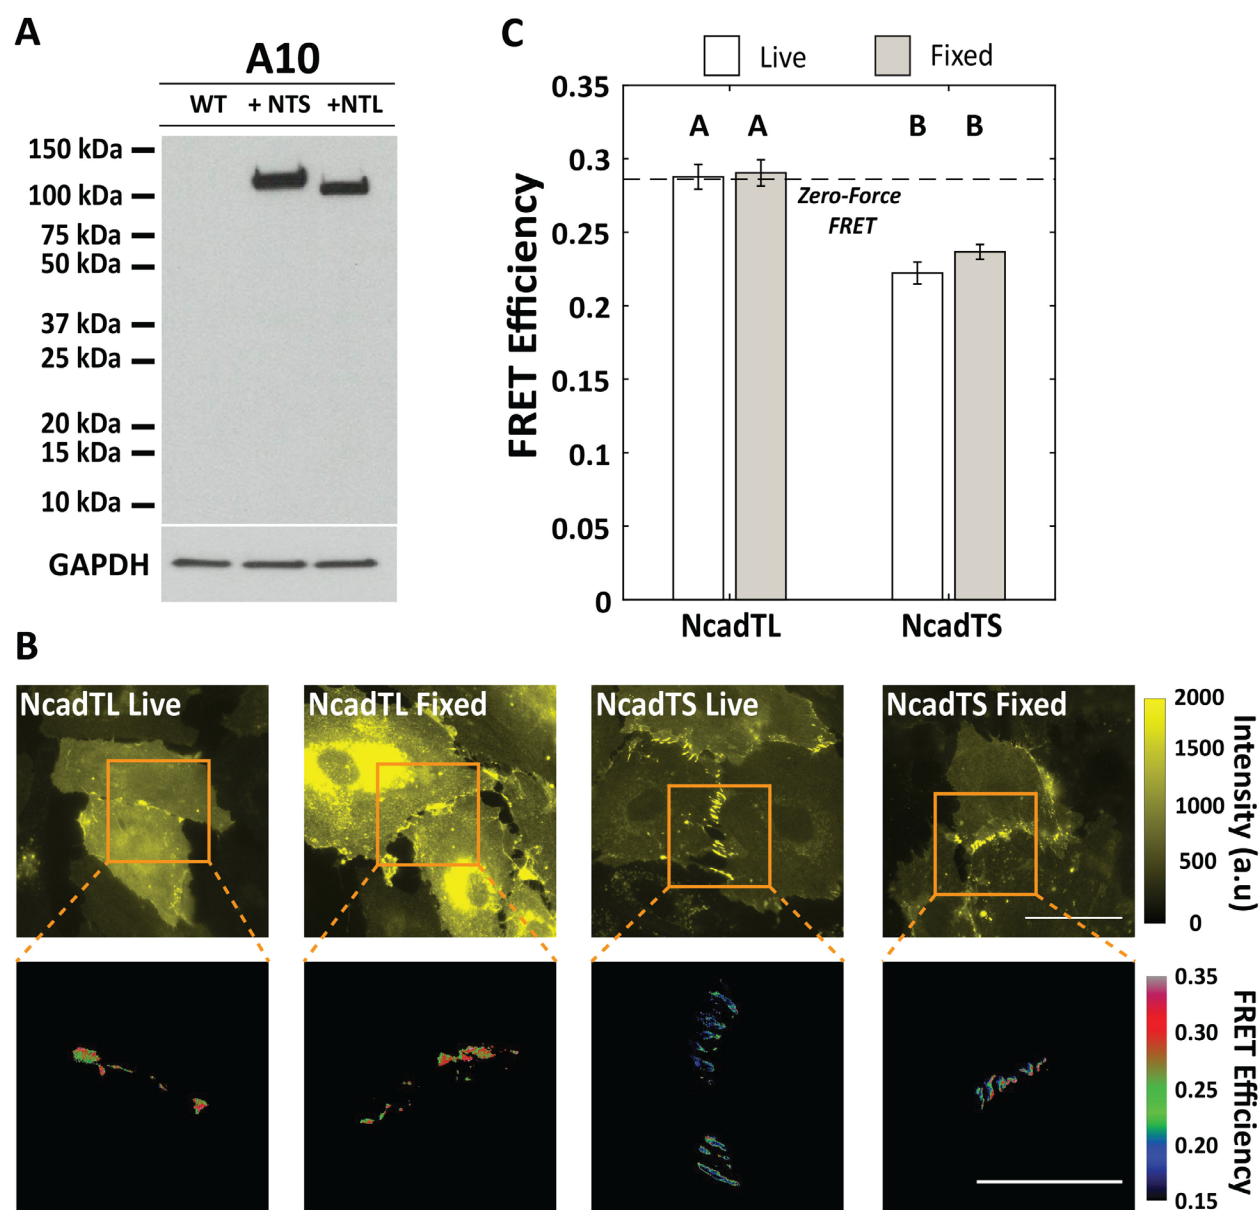 A
A10
WT + NTS +NTL
150 kDa
100 kDa
75 kDa
50 kDa
37 kDa
25 kDa
20 kDa
15 kDa
10 kDa
GAPDH
C
Live Fixed
FRET Efficiency
0.35
0.3
0.25
0.2
0.15
0.1
0.05
0
A A B B
Zero-Force
FRET
NcadTL NcadTS
B
NcadTL Live
NcadTL Fixed
NcadTS Live
NcadTS Fixed
2000
1500
1000
500
0
Intensity (a.u)
0.35
0.30
0.25
0.20
0.15
FRET Efficiency